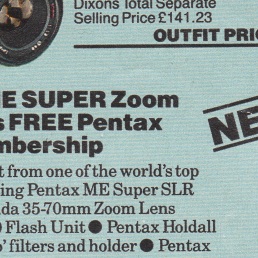 Dixons Total Separate
Selling Price £141.23
OUTFIT PRI
ME SUPER Zoom
s FREE Pentax
mbership
NE
t from one of the world's top
ing Pentax ME Super SLR
da 35-70mm Zoom Lens
Flash Unit ● Pentax Holdall
' filters and holder ● Pentax